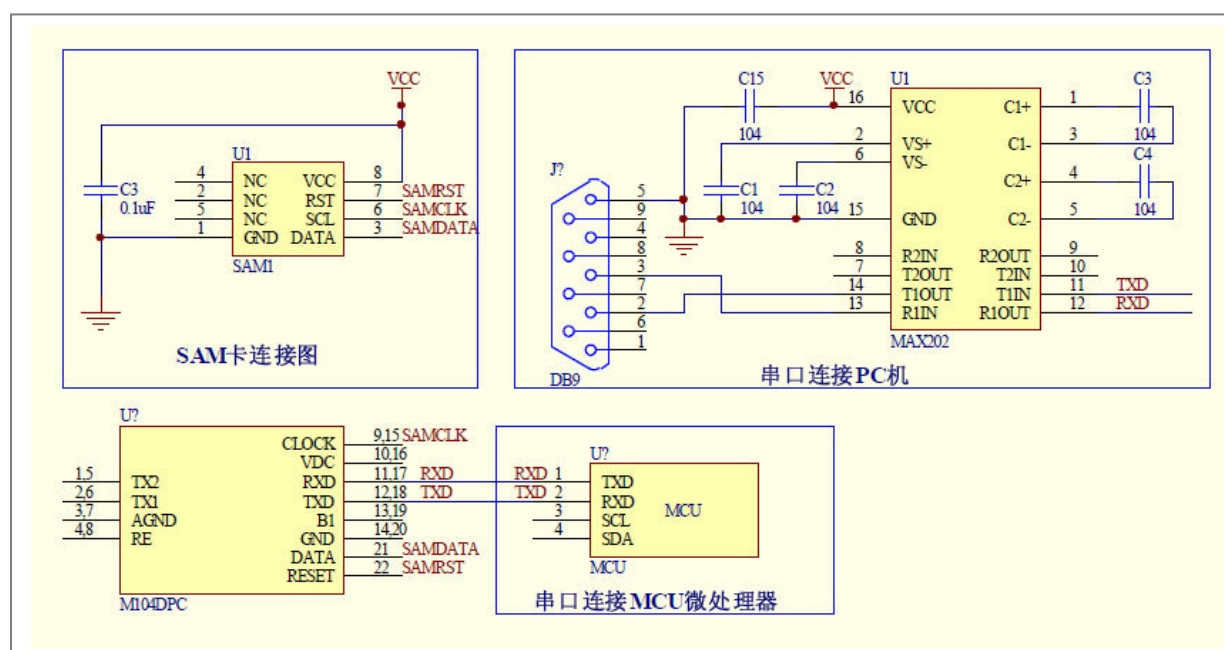 VCC
U1
4 NC VCC 8
2 NC RST 7 SAMRST
5 NC SCL 6 SAMCLK
1 GND DATA 3 SAMDATA
SAM1
C3
0.1uF
SAM卡连接图
C15
104
VCC
U1
16 VCC C1+ 1
2 VS+ C1- 3
6 VS- C2+ 4
15 GND C2- 5
8 R2IN R2OUT 9
7 T2OUT T2IN 10
14 T1OUT T1IN 11 TXD
13 R1IN R1OUT 12 RXD
MAX202
C3
104
C4
104
C1
104
C2
104
J?
5
9
4
8
3
7
2
6
1
DB9
串口连接PC机
U?
1,5 TX2
2,6 TX1
3,7 AGND
4,8 RE
CLOCK 9,15 SAMCLK
VDC 10,16
RXD 11,17 RXD
TXD 12,18 TXD
B1 13,19
GND 14,20
DATA 21 SAMDATA
RESET 22 SAMRST
M104DPC
U?
RXD 1 TXD
TXD 2 RXD
3 SCL
4 SDA
MCU
MCU
串口连接MCU微处理器